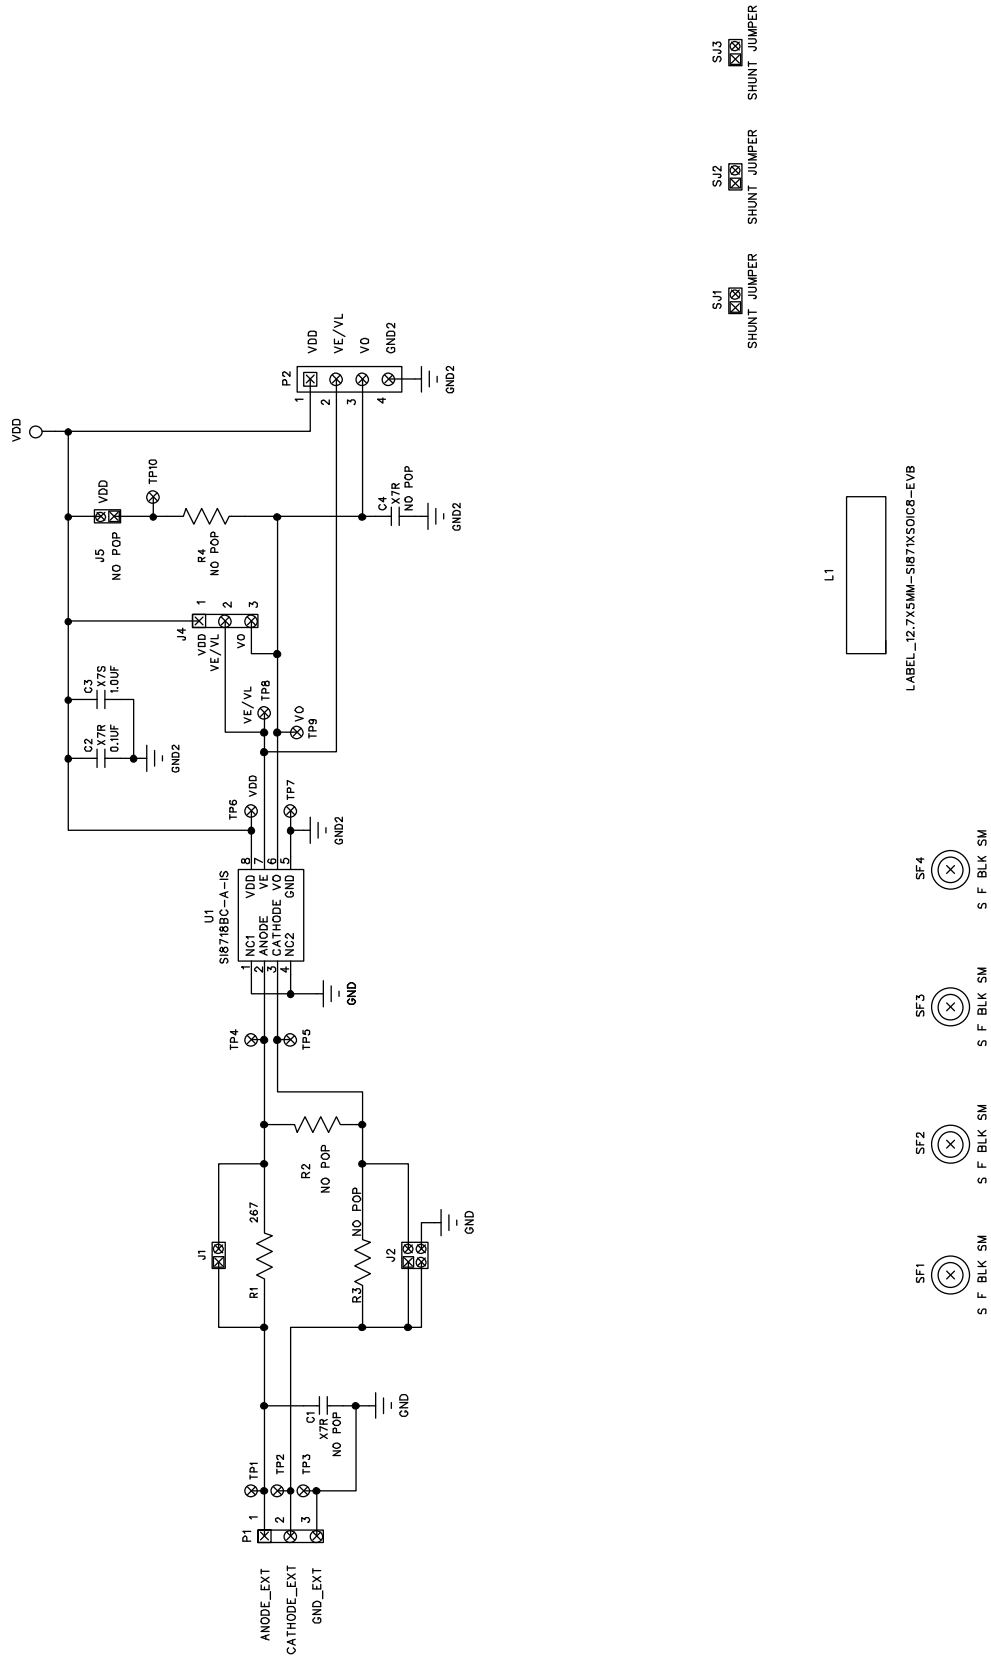 ANODE_EXT
CATHODE_EXT
GND_EXT
P1
1
2
3
TP1
TP2
TP3
C1
X7R
NO POP
GND
J1
R1
267
R2
NO POP
R3
NO POP
J2
GND
TP4
TP5
GND
U1
SI8718BC-A-IS
1
2
3
4
NC1
ANODE
CATHODE
NC2
VDD
VE
VO
GND
8
7
6
5
TP6
VDD
TP7
GND2
C2
X7R
0.1UF
C3
X7S
1.0UF
GND2
VE/VL
TP8
VO
TP9
J4
1
2
3
VDD
VE/VL
VO
J5
NO POP
VDD
TP10
R4
NO POP
C4
X7R
NO POP
GND2
VDD
P2
1
2
3
4
VDD
VE/VL
VO
GND2
GND2
SJ1
SHUNT JUMPER
SJ2
SHUNT JUMPER
SJ3
SHUNT JUMPER
L1
LABEL_12.7X5MM-SI871XSOIC8-EVB
SF1
S F BLK SM
SF2
S F BLK SM
SF3
S F BLK SM
SF4
S F BLK SM